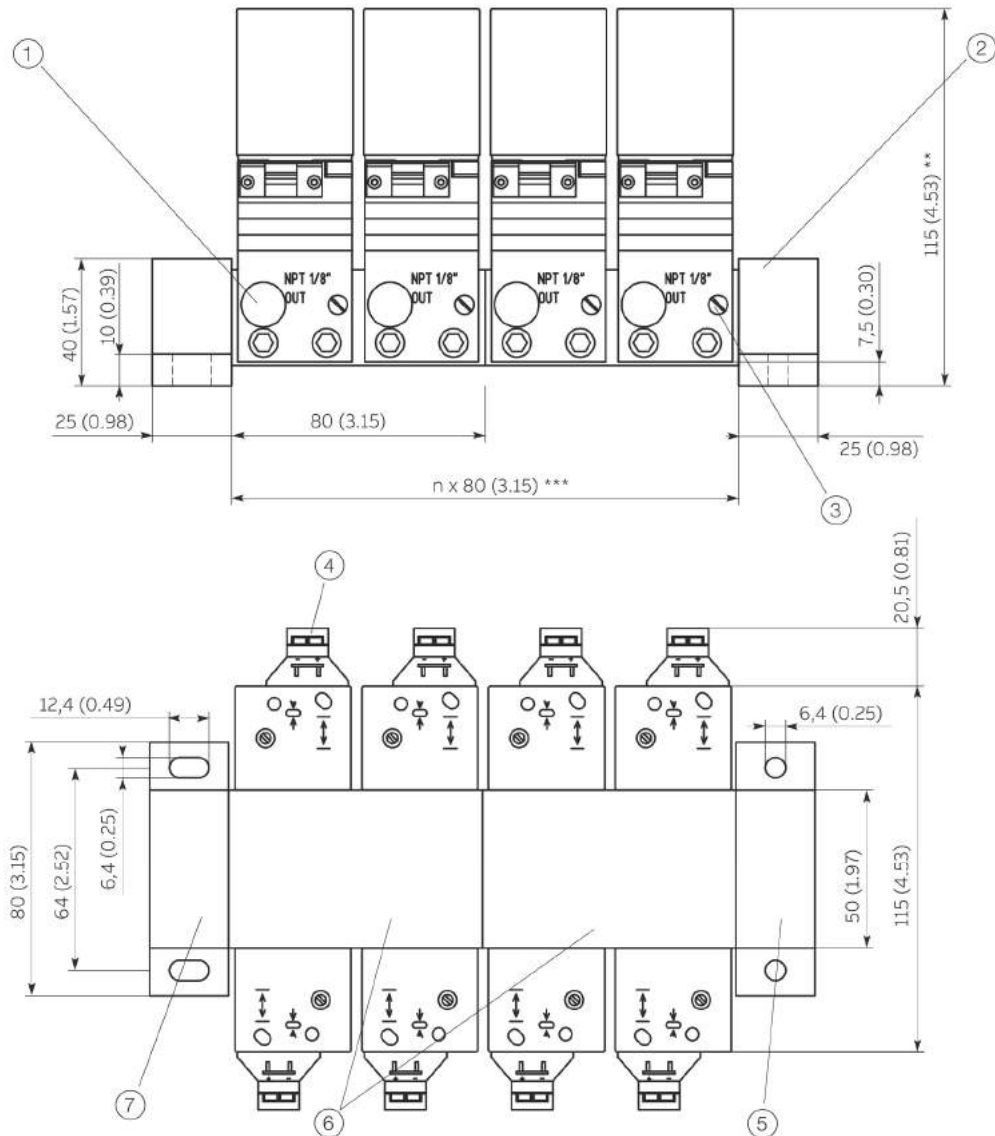 1
2
115 (4.53) **
NPT 1/8"
OUT
NPT 1/8"
OUT
NPT 1/8"
OUT
NPT 1/8"
OUT
40 (1.57)
10 (0.39)
7,5 (0.30)
25 (0.98)
80 (3.15)
25 (0.98)
n x 80 (3.15) ***
3
4
20,5 (0.81)
12,4 (0.49)
6,4 (0.25)
80 (3.15)
64 (2.52)
6,4 (0.25)
50 (1.97)
115 (4.53)
7
6
5